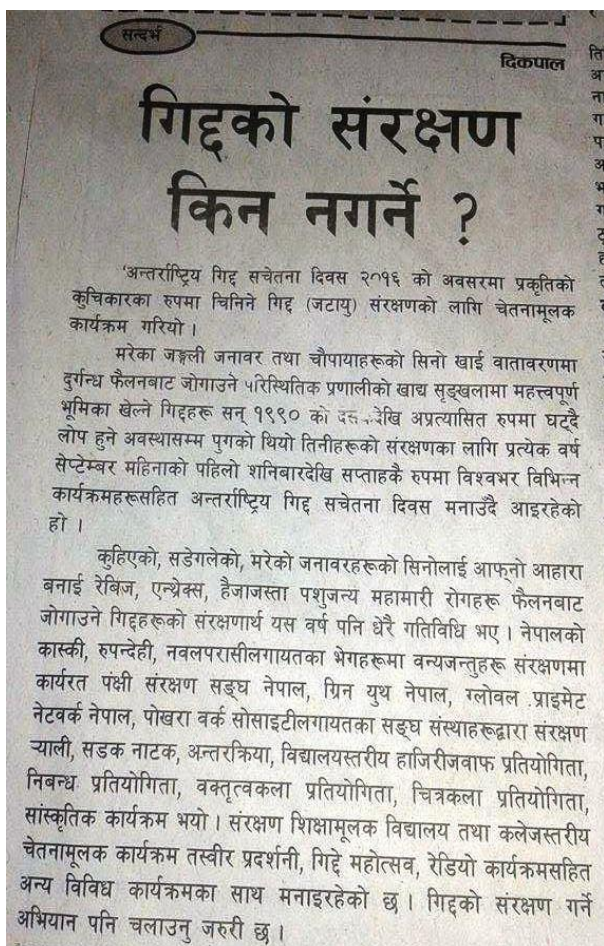 सन्दर्भ
दिकपाल
गिद्दको संरक्षण
किन नगर्ने ?
'अन्तर्राष्ट्रिय गिद्द सचेतना दिवस २०१६ को अवसरमा प्रकृतिको
कुचिकारका रुपमा चिनिने गिद्द (जटायु) संरक्षणको लागि चेतनामूलक
कार्यक्रम गरियो ।
मरेका जङ्गली जनावर तथा चौपायाहरूको सिनो खाई वातावरणमा
दुर्गन्ध फैलनबाट जोगाउने परिस्थितिक प्रणालीको खाद्य सृङ्खलामा महत्त्वपूर्ण
भूमिका खेल्ने गिद्दहरू सन् १९९० को अप्रत्यासित रुपमा घट्दै
लोप हुने अवस्थासम्म पुगको थियो तिनीहरूको संरक्षणका लागि प्रत्येक वर्ष
सेप्टेम्बर महिनाको पहिलो शनिबारदेखि सप्ताहकै रुपमा विश्वभर विभिन्न
कार्यक्रमहरूसहित अन्तर्राष्ट्रिय गिद्द सचेतना दिवस मनाउँदै आइरहेको
हो ।
कुहिएको, सडेगलेको, मरेको जनावरहरूको सिनोलाई आफ्नो आहारा
बनाई रेबिज, एन्थ्रेक्स, हैजाजस्ता पशुजन्य महामारी रोगहरू फैलनबाट
जोगाउने गिद्दहरूको संरक्षणार्थ यस वर्ष पनि धेरै गतिविधि भए । नेपालको
कास्की, रुपन्देही, नवलपरासीलगायतका भेगहरूमा वन्यजन्तुहरू संरक्षणमा
कार्यरत पंक्षी संरक्षण सङ्घ नेपाल, ग्रिन युथ नेपाल, ग्लोवल प्राइमेट
नेटवर्क नेपाल, पोखरा वर्क सोसाइटीलगायतका सङ्घ संस्थाहरूद्वारा संरक्षण
र्‍याली, सडक नाटक, अन्तरक्रिया, विद्यालयस्तरीय हाजिरीजवाफ प्रतियोगिता,
निबन्ध प्रतियोगिता, वक्तृत्वकला प्रतियोगिता, चित्रकला प्रतियोगिता,
सांस्कृतिक कार्यक्रम भयो । संरक्षण शिक्षामूलक विद्यालय तथा कलेजस्तरीय
चेतनामूलक कार्यक्रम तस्वीर प्रदर्शनी, गिद्दे महोत्सव, रेडियो कार्यक्रमसहित
अन्य विविध कार्यक्रमका साथ मनाइरहेको छ । गिद्दको संरक्षण गर्ने
अभियान पनि चलाउनु जरुरी छ ।